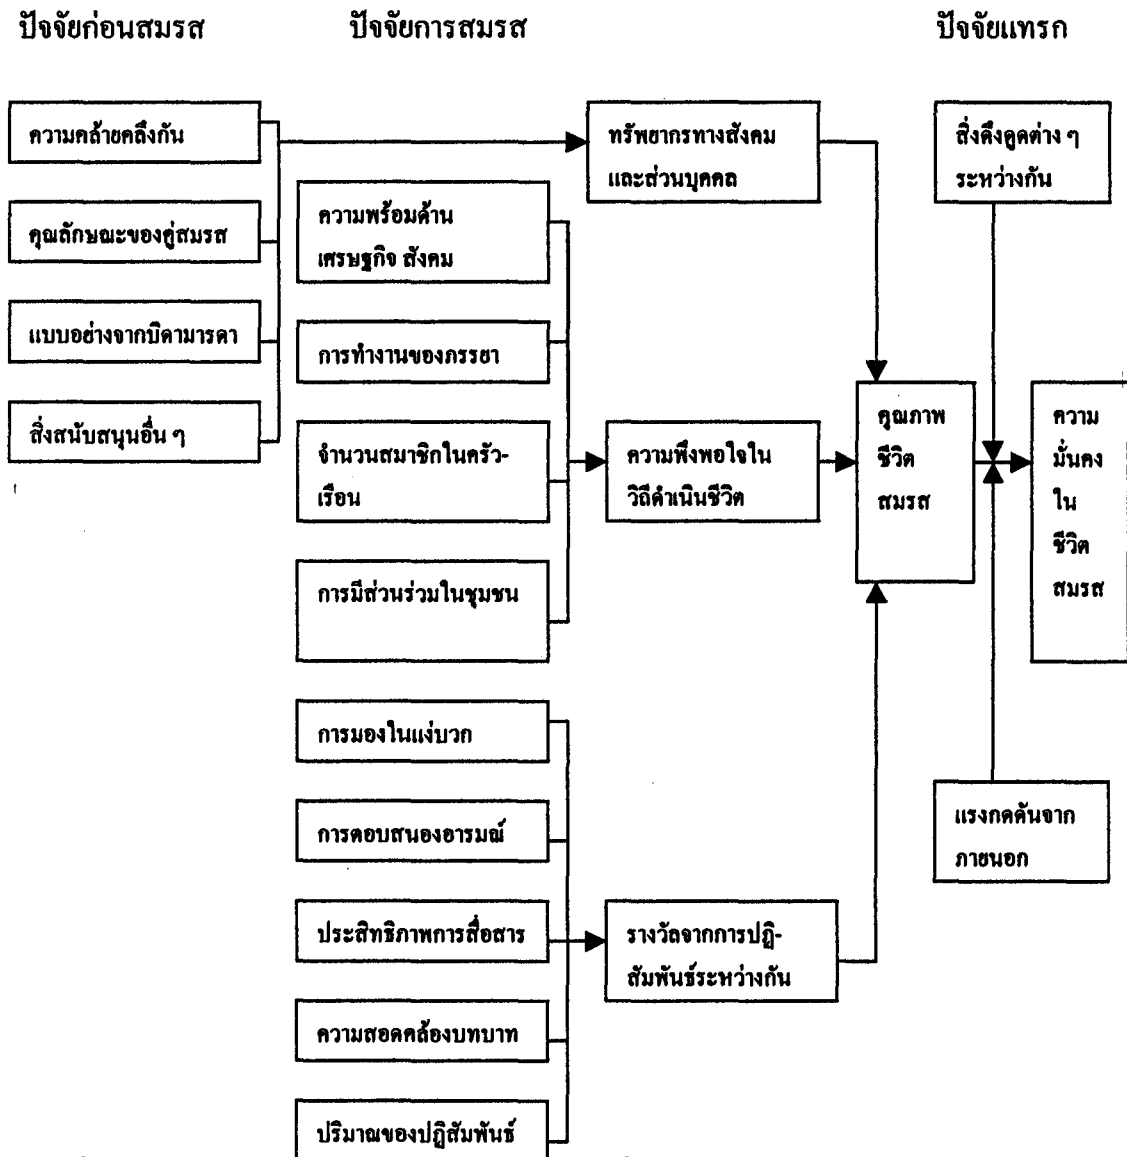 ปัจจัยก่อนสมรส
ปัจจัยการสมรส
ปัจจัยแทรก
ความคล้ายคลึงกัน
คุณลักษณะของคู่สมรส
แบบอย่างจากบิดามารดา
สิ่งสนับสนุนอื่น ๆ
ความพร้อมด้าน
เศรษฐกิจ สังคม
การทำงานของภรรยา
จำนวนสมาชิกในครัว-
เรือน
การมีส่วนร่วมในชุมชน
การมองในแง่บวก
การตอบสนองอารมณ์
ประสิทธิภาพการสื่อสาร
ความสอดคล้องบทบาท
ปริมาณของปฏิสัมพันธ์
ทรัพยากรทางสังคม
และส่วนบุคคล
ความพึงพอใจใน
วิถีดำเนินชีวิต
รางวัลจากการปฏิ-
สัมพันธ์ระหว่างกัน
คุณภาพ
ชีวิต
สมรส
สิ่งดึงดูดต่าง ๆ
ระหว่างกัน
ความ
มั่นคง
ใน
ชีวิต
สมรส
แรงกดดันจาก
ภายนอก